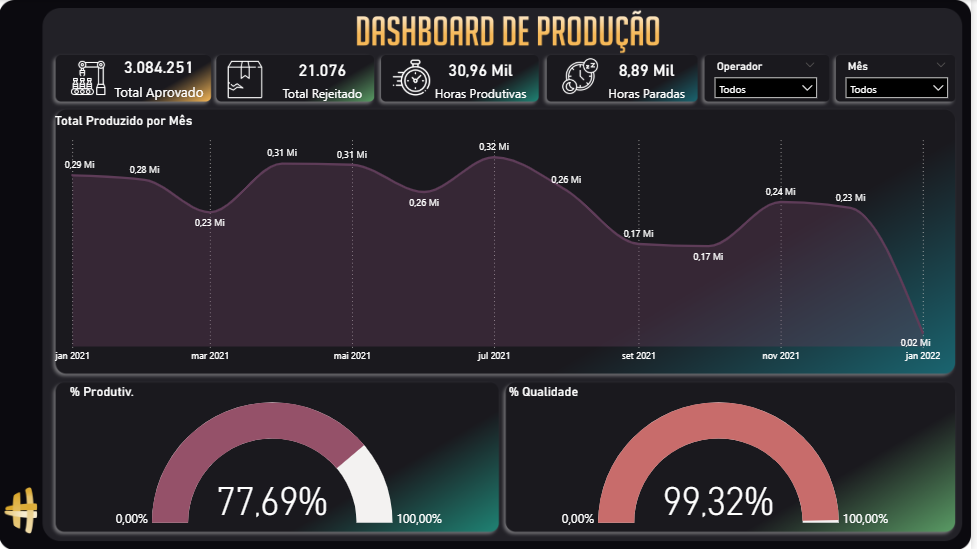 DASHBOARD DE PRODUÇÃO
3.084.251
Total Aprovado
21.076
Total Rejeitado
30,96 Mil
Horas Produtivas
8,89 Mil
Horas Paradas
Operador
Todos
Mês
Todos
Total Produzido por Mês
0,29 Mi
0,28 Mi
0,23 Mi
0,31 Mi
0,31 Mi
0,26 Mi
0,32 Mi
0,26 Mi
0,17 Mi
0,17 Mi
0,24 Mi
0,23 Mi
0,02 Mi
jan 2021
mar 2021
mai 2021
jul 2021
set 2021
nov 2021
jan 2022
% Produtiv.
77,69%
0,00%
100,00%
% Qualidade
99,32%
0,00%
100,00%